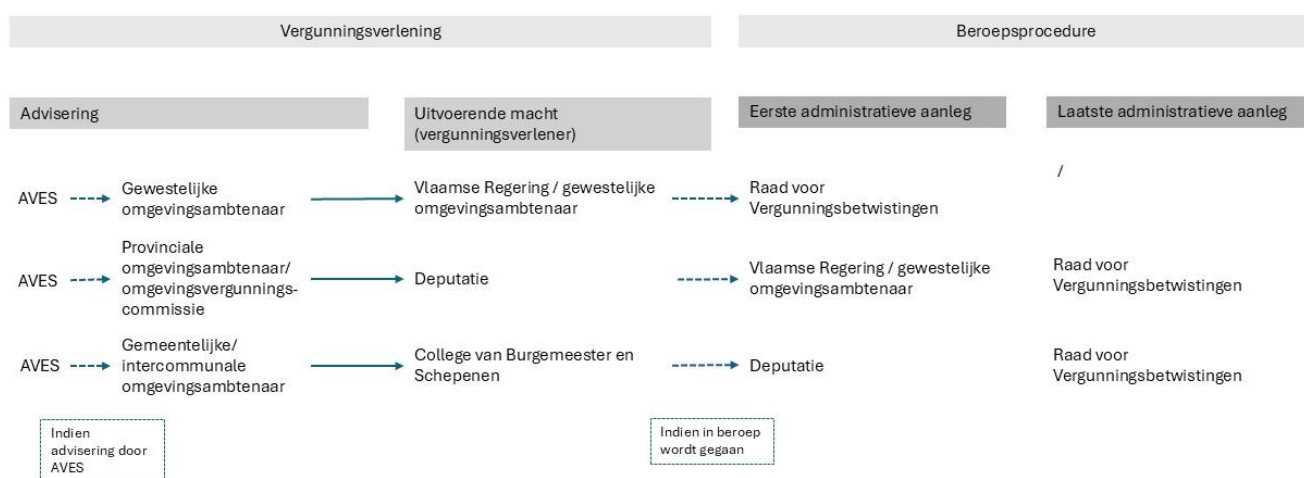 Vergunningsverlening
Beroepsprocedure
Advisering
Uitvoerende macht
(vergunningsverlener)
Eerste administratieve aanleg
Laatste administratieve aanleg
AVES
Gewestelijke
omgevingsambtenaar
Vlaamse Regering / gewestelijke
omgevingsambtenaar
Raad voor
Vergunningsbetwistingen
/
AVES
Provinciale
omgevingsambtenaar/
omgevingsvergunnings-
commissie
Deputatie
Vlaamse Regering / gewestelijke
omgevingsambtenaar
Raad voor
Vergunningsbetwistingen
AVES
Gemeentelijke/
intercommunale
omgevingsambtenaar
College van Burgemeester en
Schepenen
Deputatie
Raad voor
Vergunningsbetwistingen
Indien
advisering door
AVES
Indien in beroep
wordt gegaan